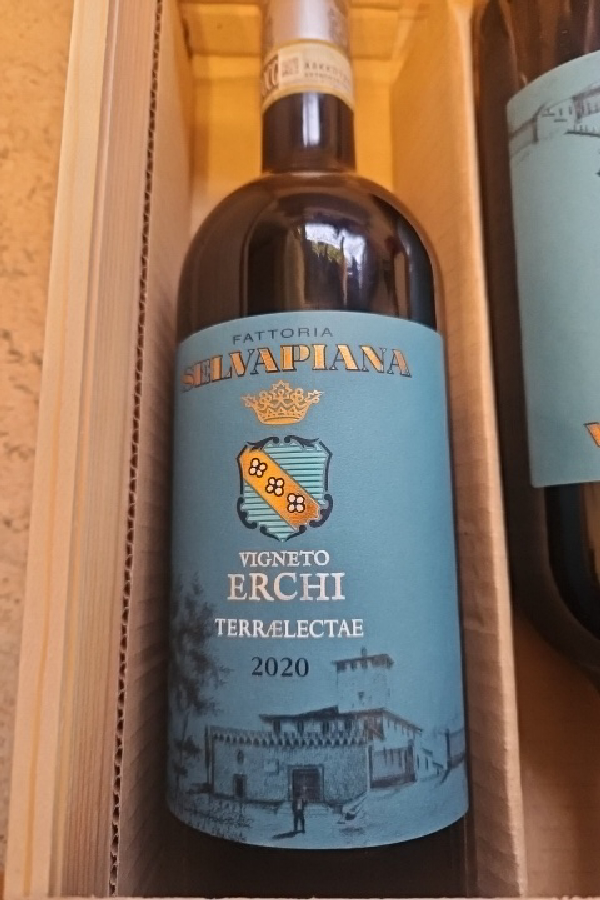 FATTORIA
SELVAPIANA
VIGNETO
ERCHI
TERRÆLECTAE
2020